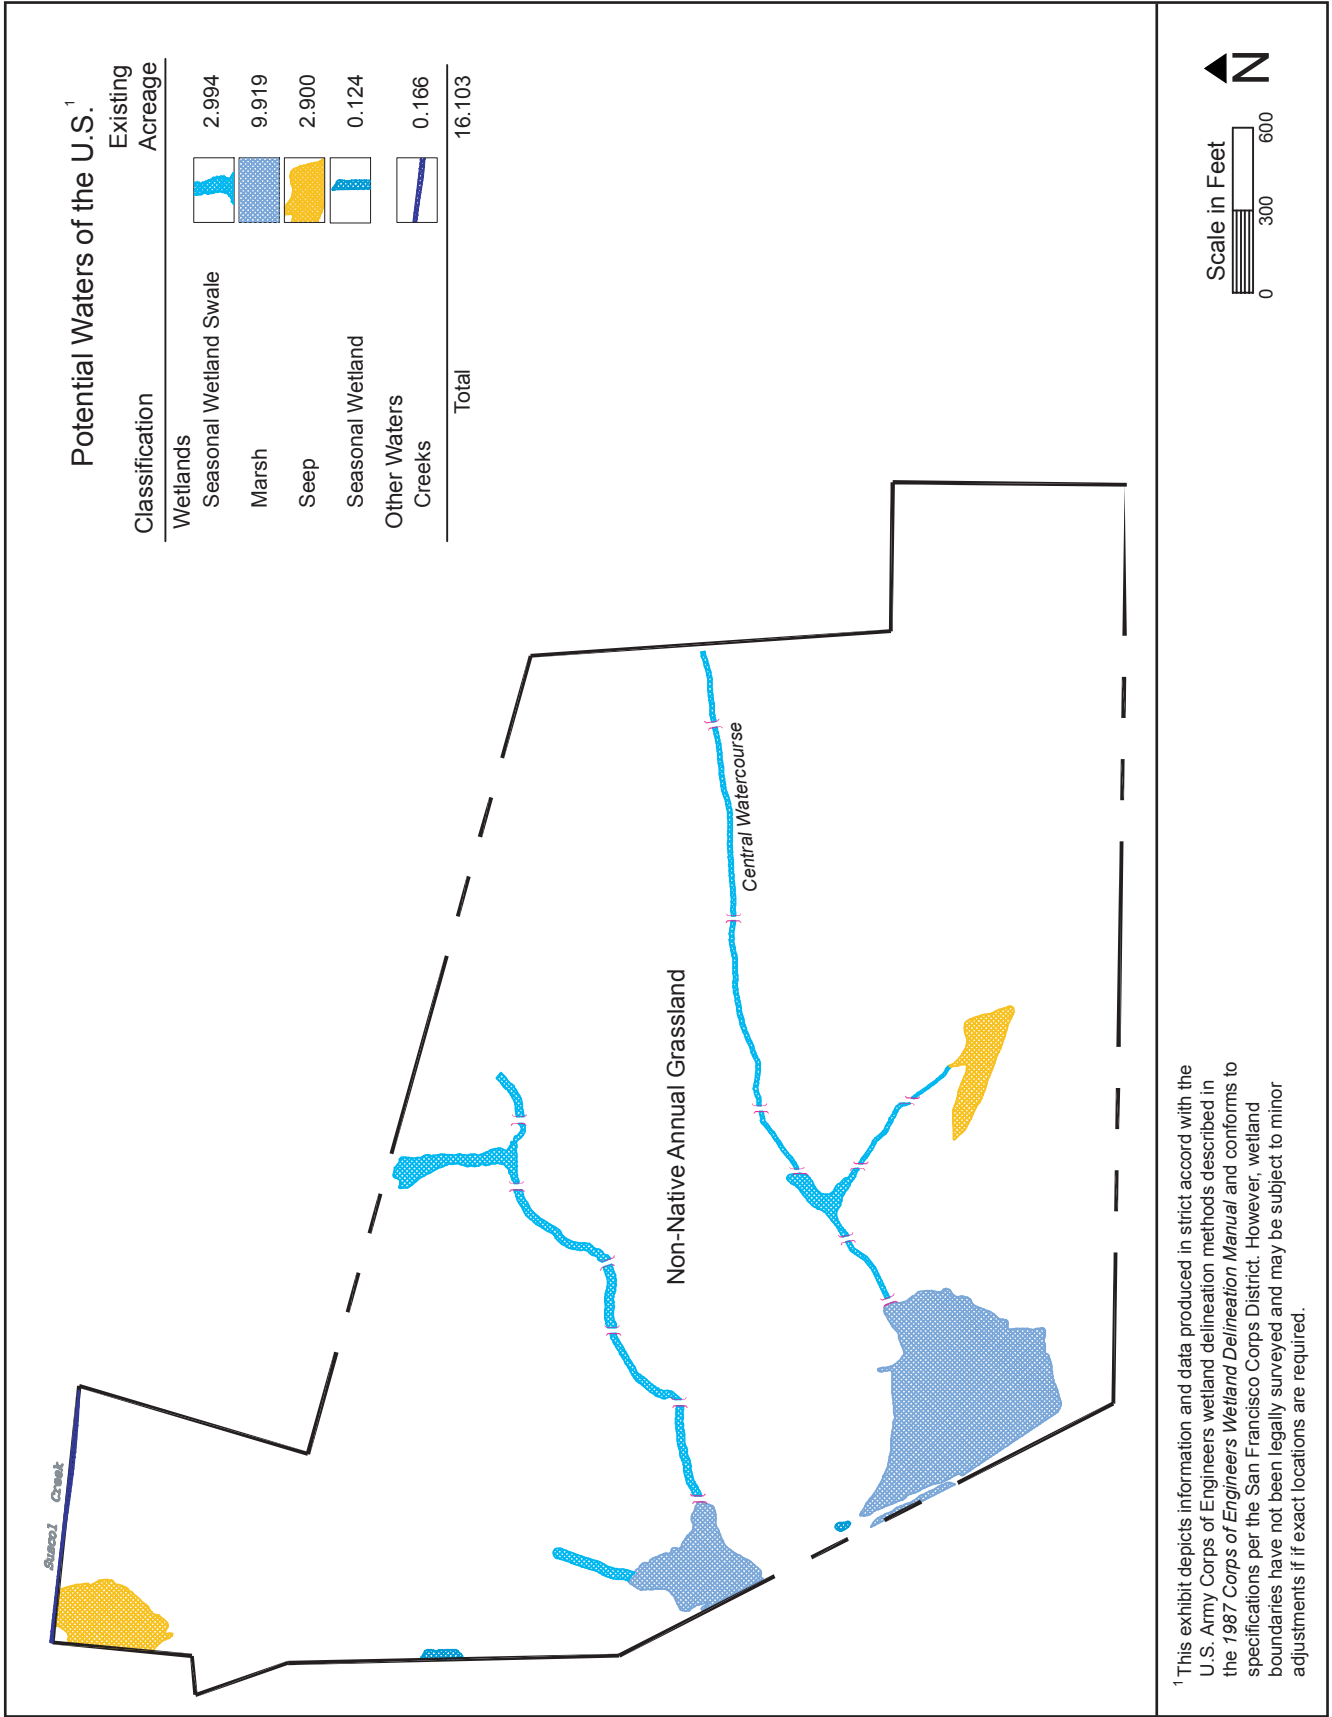 Potential Waters of the U.S.1
Classification Existing Acreage
Wetlands
Seasonal Wetland Swale 2.994
Marsh 9.919
Seep 2.900
Seasonal Wetland 0.124
Other Waters
Creeks 0.166
Total 16.103
Suscol Creek
Non-Native Annual Grassland
Central Watercourse
1 This exhibit depicts information and data produced in strict accord with the
U.S. Army Corps of Engineers wetland delineation methods described in
the 1987 Corps of Engineers Wetland Delineation Manual and conforms to
specifications per the San Francisco Corps District. However, wetland
boundaries have not been legally surveyed and may be subject to minor
adjustments if if exact locations are required.
Scale in Feet
0 300 600
N